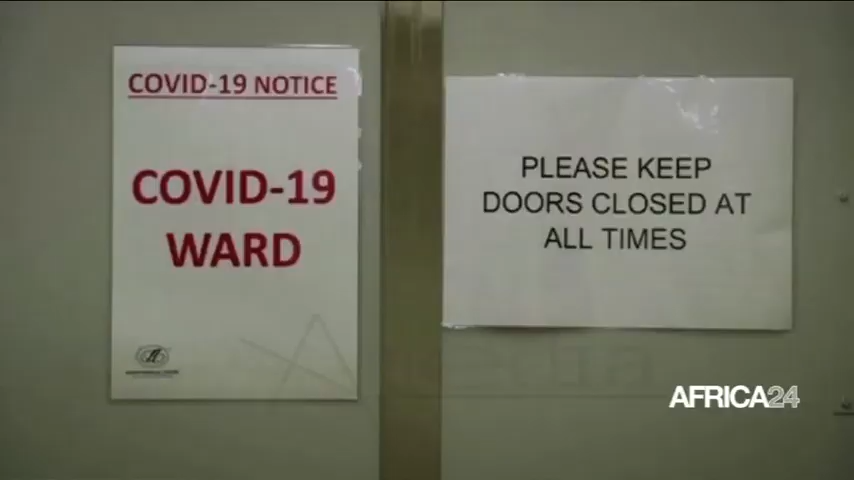 COVID-19 NOTICE
COVID-19
WARD
PLEASE KEEP
DOORS CLOSED AT
ALL TIMES
AFRICA24